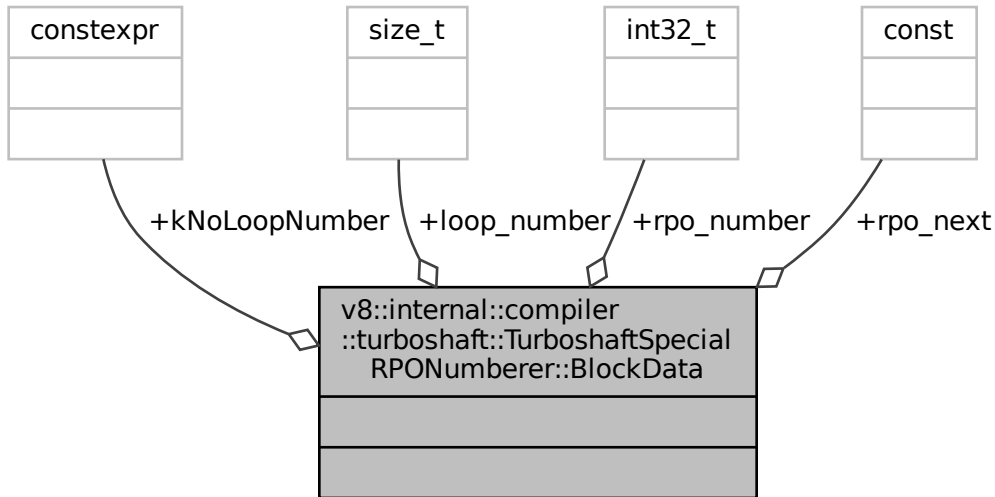 constexpr
size_t
int32_t
const
+kNoLoopNumber
+loop_number
+rpo_number
+rpo_next
v8::internal::compiler
::turboshaft::TurboshaftSpecial
RPONumberer::BlockData